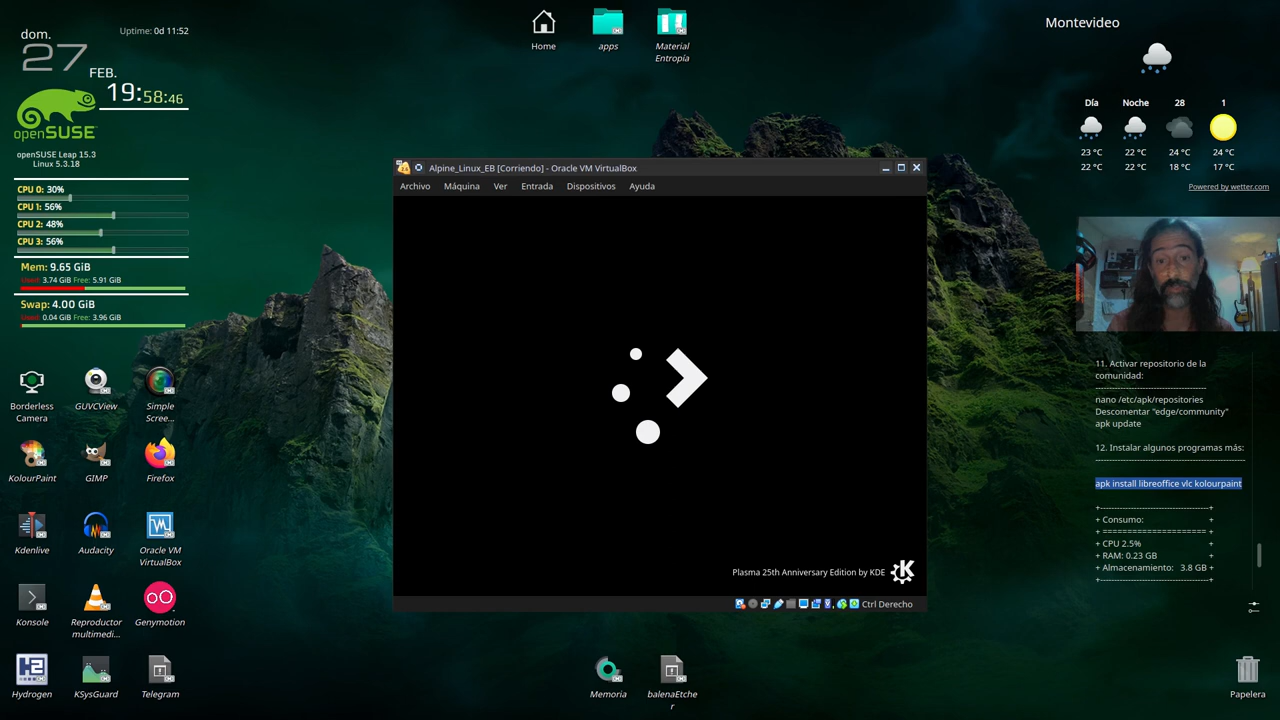 dom.
27
FEB.
19:58:46
Uptime: 0d 11:52
openSUSE
openSUSE Leap 15.3
Linux 5.3.18
CPU 0: 30%
CPU 1: 56%
CPU 2: 48%
CPU 3: 56%
Mem: 9.65 GiB
Used: 3.74 GiB Free: 5.91 GiB
Swap: 4.00 GiB
Used: 0.04 GiB Free: 3.96 GiB
Borderless
Camera
GUVCView
Simple
Scree...
KolourPaint
GIMP
Firefox
Kdenlive
Audacity
Oracle VM
VirtualBox
Konsole
Reproductor
multimedi...
Genymotion
Hydrogen
KSysGuard
Telegram
Home
apps
Material
Entropía
Alpine_Linux_EB [Corriendo] - Oracle VM VirtualBox
Archivo Máquina Ver Entrada Dispositivos Ayuda
Plasma 25th Anniversary Edition by KDE
Ctrl Derecho
Memoria
balenaEtche
r
Montevideo
Día Noche 28 1
23 °C 22 °C 24 °C 24 °C
22 °C 22 °C 18 °C 17 °C
Powered by wetter.com
11. Activar repositorio de la
comunidad:
-------------------------------------
nano /etc/apk/repositories
Descomentar "edge/community"
apk update
12. Instalar algunos programas más:
--------------------------------------------------
apk install libreoffice vlc kolourpaint
+------------------------------------+
+ Consumo: +
+ ===================== +
+ CPU 2.5% +
+ RAM: 0.23 GB +
+ Almacenamiento: 3.8 GB +
+------------------------------------+
Papelera